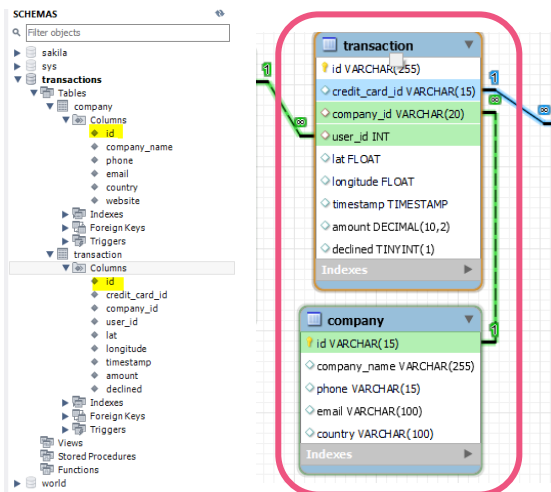 SCHEMAS
Filter objects
sakila
sys
transactions
Tables
company
Columns
id
company_name
phone
email
country
website
Indexes
Foreign Keys
Triggers
transaction
Columns
id
credit_card_id
company_id
user_id
lat
longitude
timestamp
amount
declined
Indexes
Foreign Keys
Triggers
Views
Stored Procedures
Functions
world
transaction
id VARCHAR(255)
1
1
credit_card_id VARCHAR(15)
∞
∞
company_id VARCHAR(20)
∞
user_id INT
lat FLOAT
longitude FLOAT
timestamp TIMESTAMP
amount DECIMAL(10,2)
declined TINYINT(1)
Indexes
company
1
id VARCHAR(15)
company_name VARCHAR(255)
phone VARCHAR(15)
email VARCHAR(100)
country VARCHAR(100)
Indexes